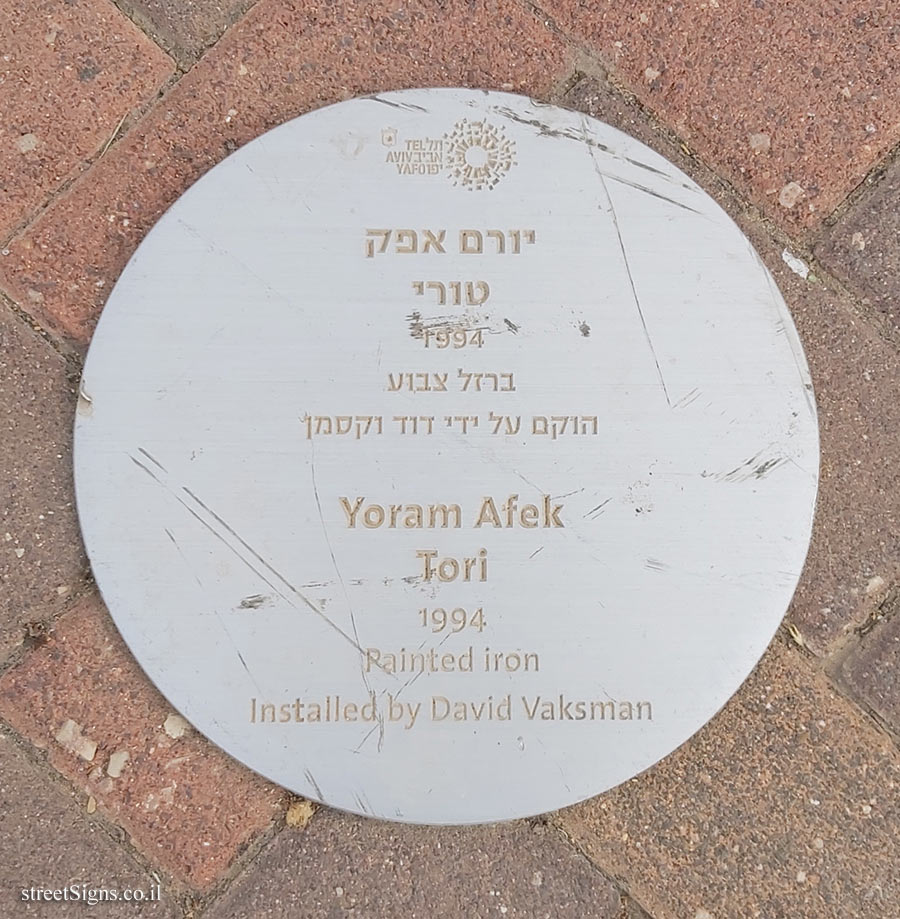 TEL תל
AVIV אביב
YAFO יפו
יורם אפק
טורי
1994
ברזל צבוע
הוקם על ידי דוד וקסמן
Yoram Afek
Tori
1994
Painted iron
Installed by David Vaksman
streetSigns.co.il